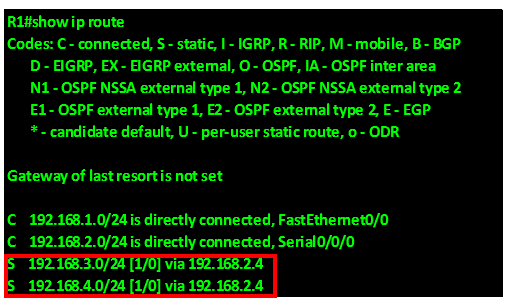 R1#show ip route
Codes: C - connected, S - static, I - IGRP, R - RIP, M - mobile, B - BGP
D - EIGRP, EX - EIGRP external, O - OSPF, IA - OSPF inter area
N1 - OSPF NSSA external type 1, N2 - OSPF NSSA external type 2
E1 - OSPF external type 1, E2 - OSPF external type 2, E - EGP
* - candidate default, U - per-user static route, o - ODR
Gateway of last resort is not set
C 192.168.1.0/24 is directly connected, FastEthernet0/0
C 192.168.2.0/24 is directly connected, Serial0/0/0
S 192.168.3.0/24 [1/0] via 192.168.2.4
S 192.168.4.0/24 [1/0] via 192.168.2.4